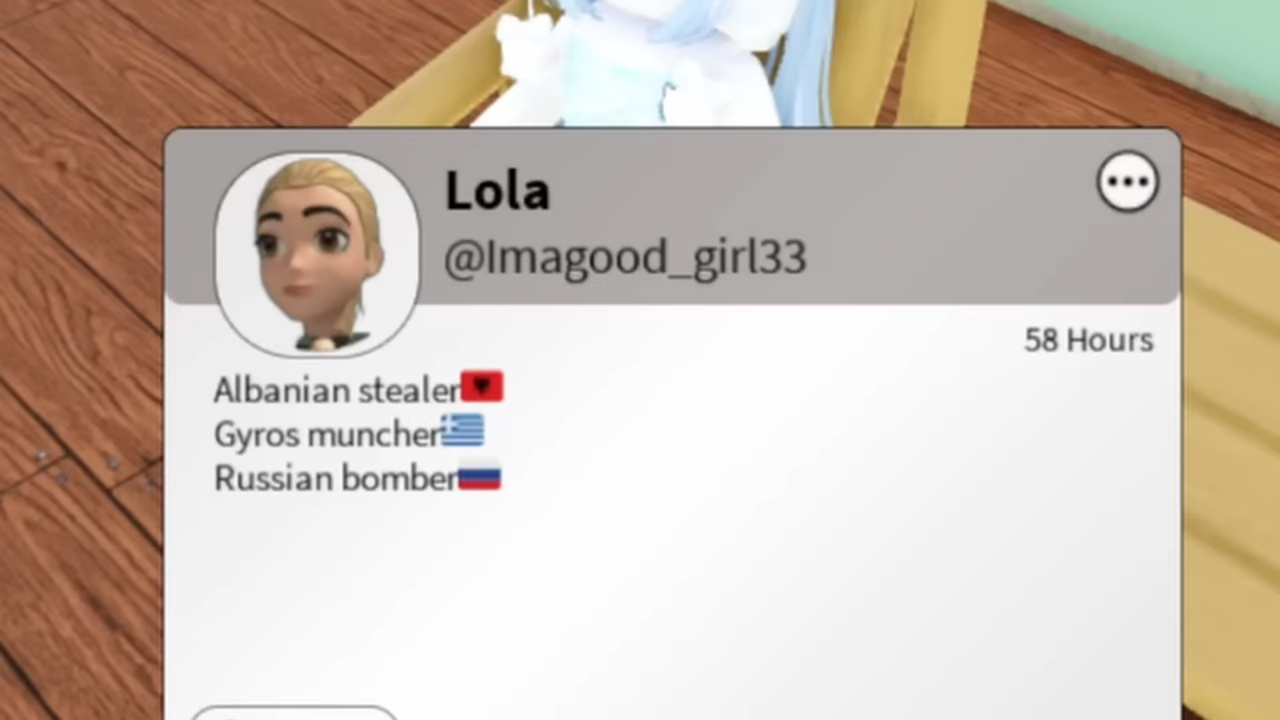 Lola
@Imagood_girl33
58 Hours
Albanian stealer🇦🇱
Gyros muncher🇬🇷
Russian bomber🇷🇺